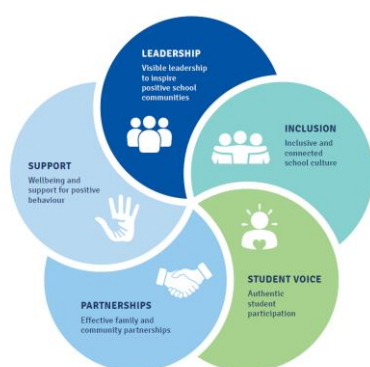 LEADERSHIP
Visible leadership
to inspire
positive school
communities
INCLUSION
Inclusive and
connected
school culture
STUDENT VOICE
Authentic
student
participation
PARTNERSHIPS
Effective family and
community partnerships
SUPPORT
Wellbeing and
support for positive
behaviour